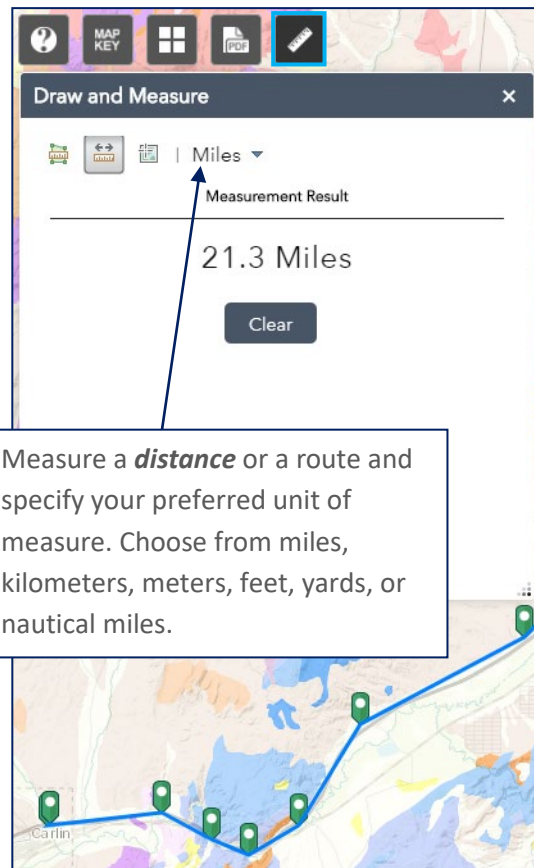 ?
MAP
KEY
PDF
Draw and Measure ×
| Miles
Measurement Result
21.3 Miles
Clear
Measure a distance or a route and
specify your preferred unit of
measure. Choose from miles,
kilometers, meters, feet, yards, or
nautical miles.
Carlin